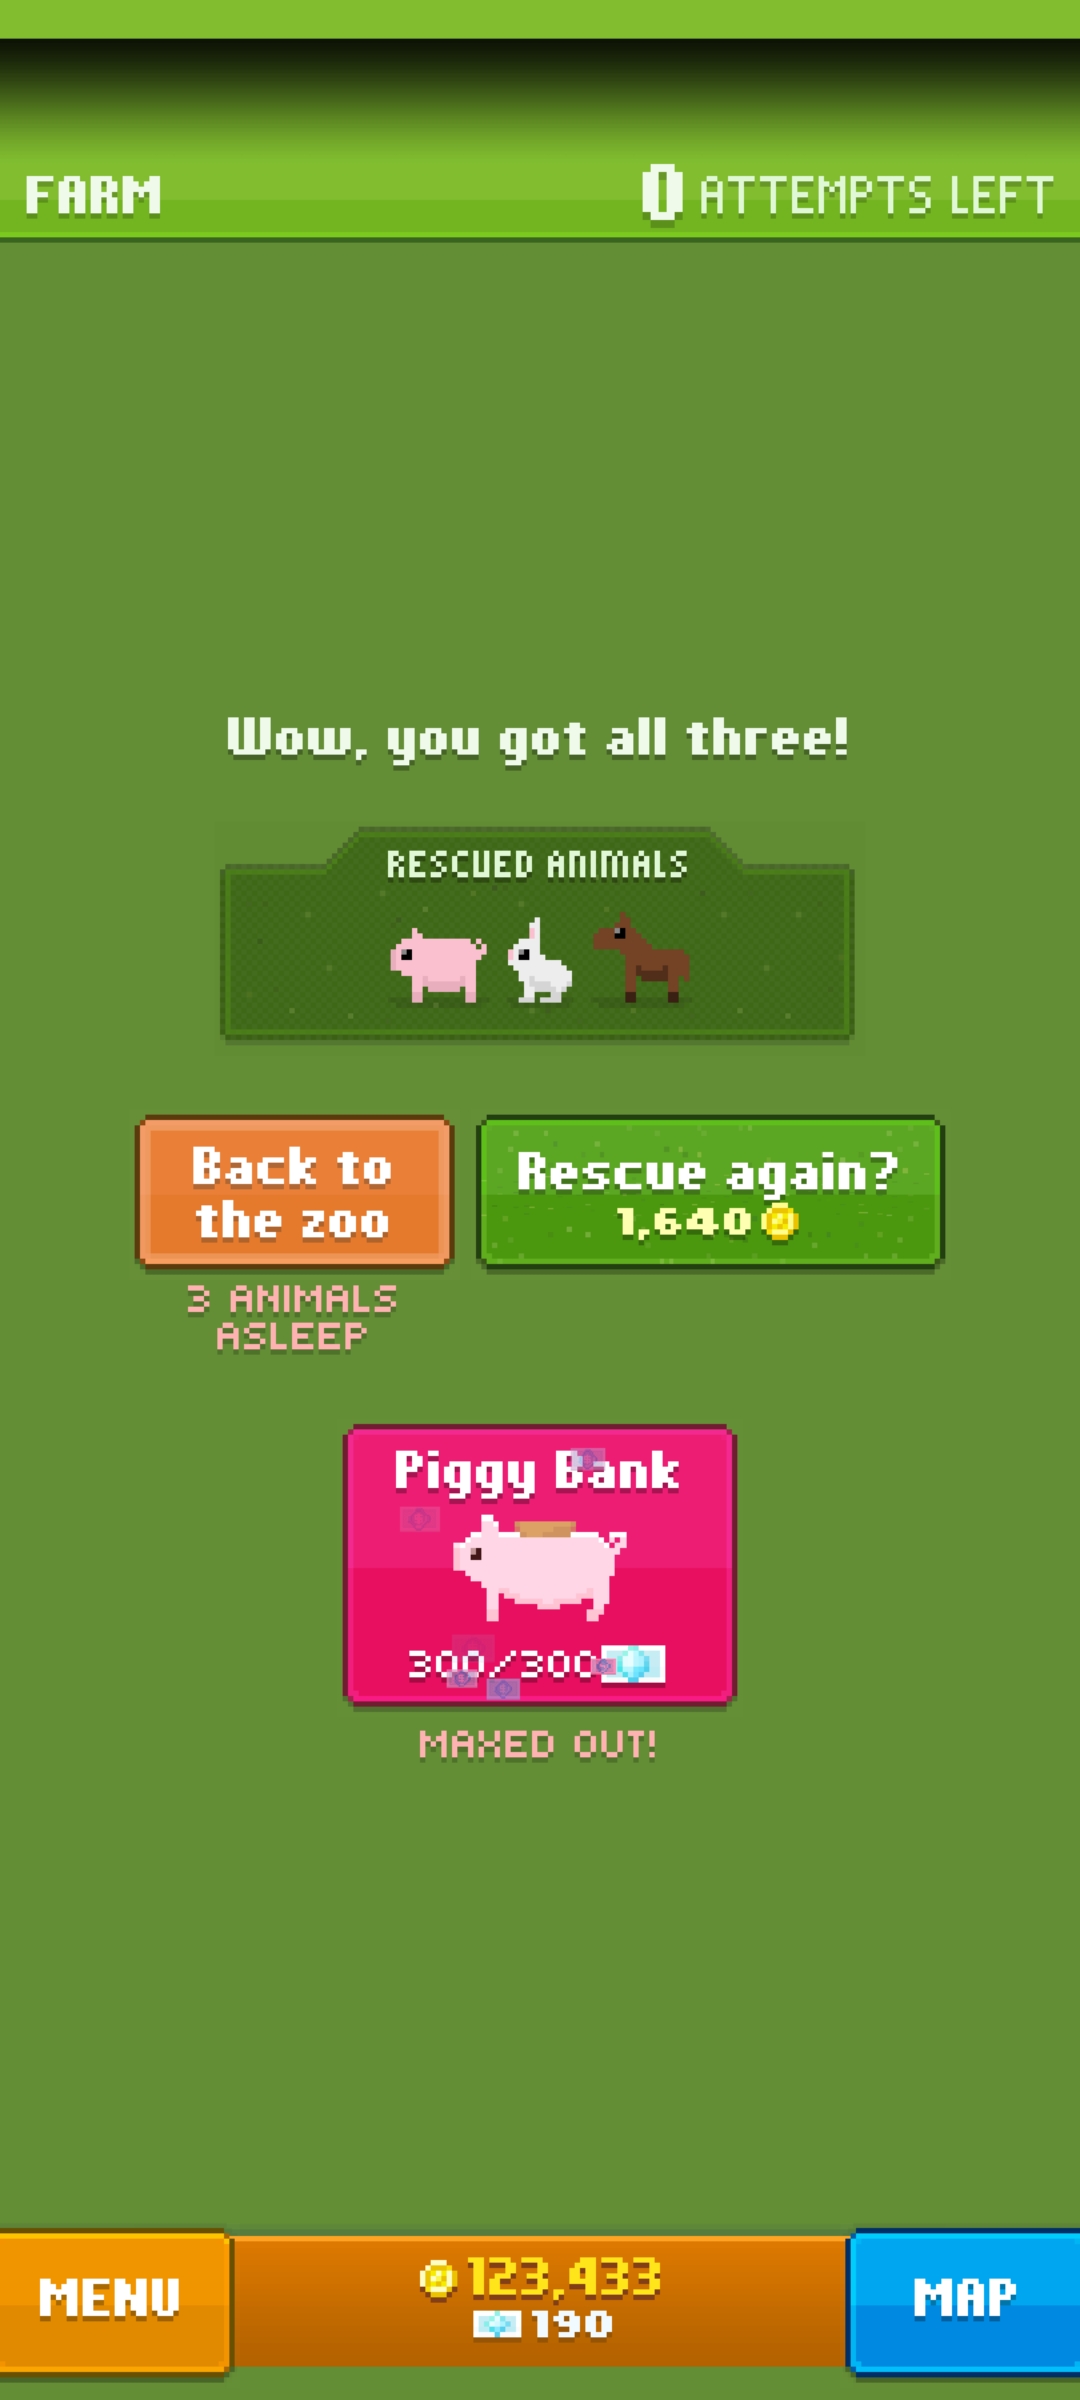 FARM
0 ATTEMPTS LEFT
Wow, you got all three!
RESCUED ANIMALS
Back to
the zoo
Rescue again?
1,640
3 ANIMALS
ASLEEP
Piggy Bank
300/300
MAXED OUT!
MENU
123,433
190
MAP